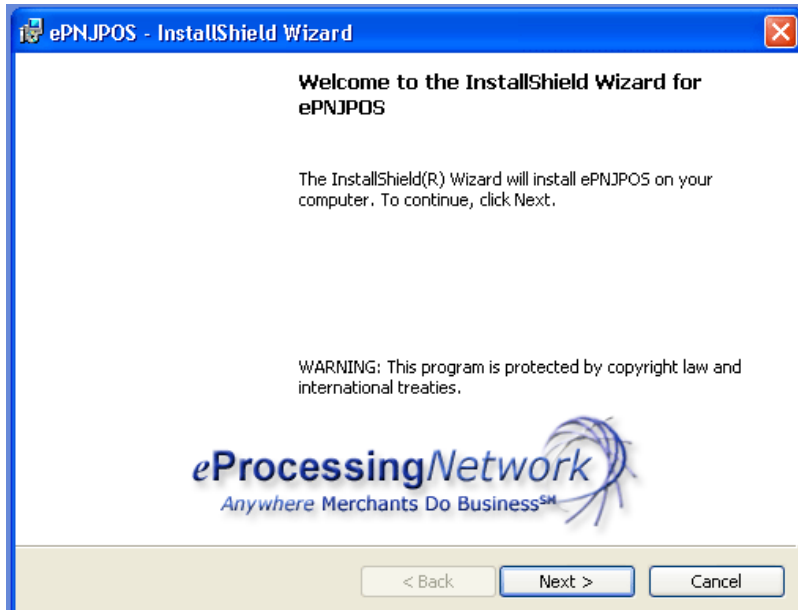 ePNJPOS - InstallShield Wizard
Welcome to the InstallShield Wizard for
ePNJPOS
The InstallShield(R) Wizard will install ePNJPOS on your
computer. To continue, click Next.
WARNING: This program is protected by copyright law and
international treaties.
eProcessingNetwork
Anywhere Merchants Do Business℠
< Back
Next >
Cancel